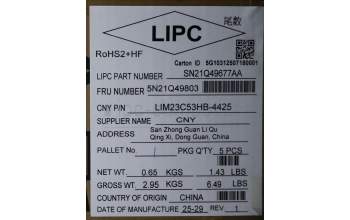 LIPC
尾數
RoHS2+HF
Carton ID 5G10312507180001
LIPC PART NUMBER SN21Q49677AA
FRU NUMBER 5N21Q49803
CNY P/N LIM23C53HB-4425
SUPPLIER NAME CNY
ADDRESS San Zhong Guan Li Qu
Qing Xi, Dong Guan, China
PALLET No / PKG Q'TY 5 PCS
NET WT. 0.65 KGS 1.43 LBS
GROSS WT. 2.95 KGS 6.49 LBS
COUNTRY OF ORIGIN CHINA
DATE OF MANUFACTURE 25-29 REV 1